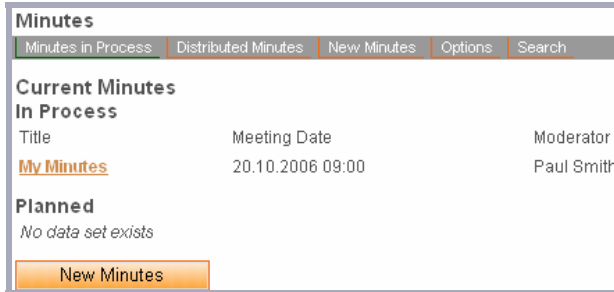 Minutes
Minutes in Process Distributed Minutes New Minutes Options Search
Current Minutes
In Process
Title Meeting Date Moderator
My Minutes 20.10.2006 09:00 Paul Smith
Planned
No data set exists
New Minutes